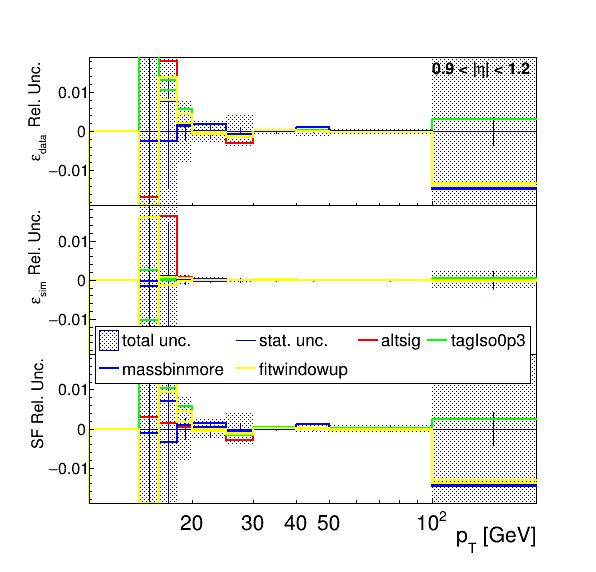 0.9 < |η| < 1.2
ε_data Rel. Unc.
0.01
0
−0.01
ε_sim Rel. Unc.
0.01
0
−0.01
total unc. stat. unc. altsig tagIso0p3
massbinmore fitwindowup
SF Rel. Unc.
0.01
0
−0.01
20 30 40 50 10²
p_T [GeV]